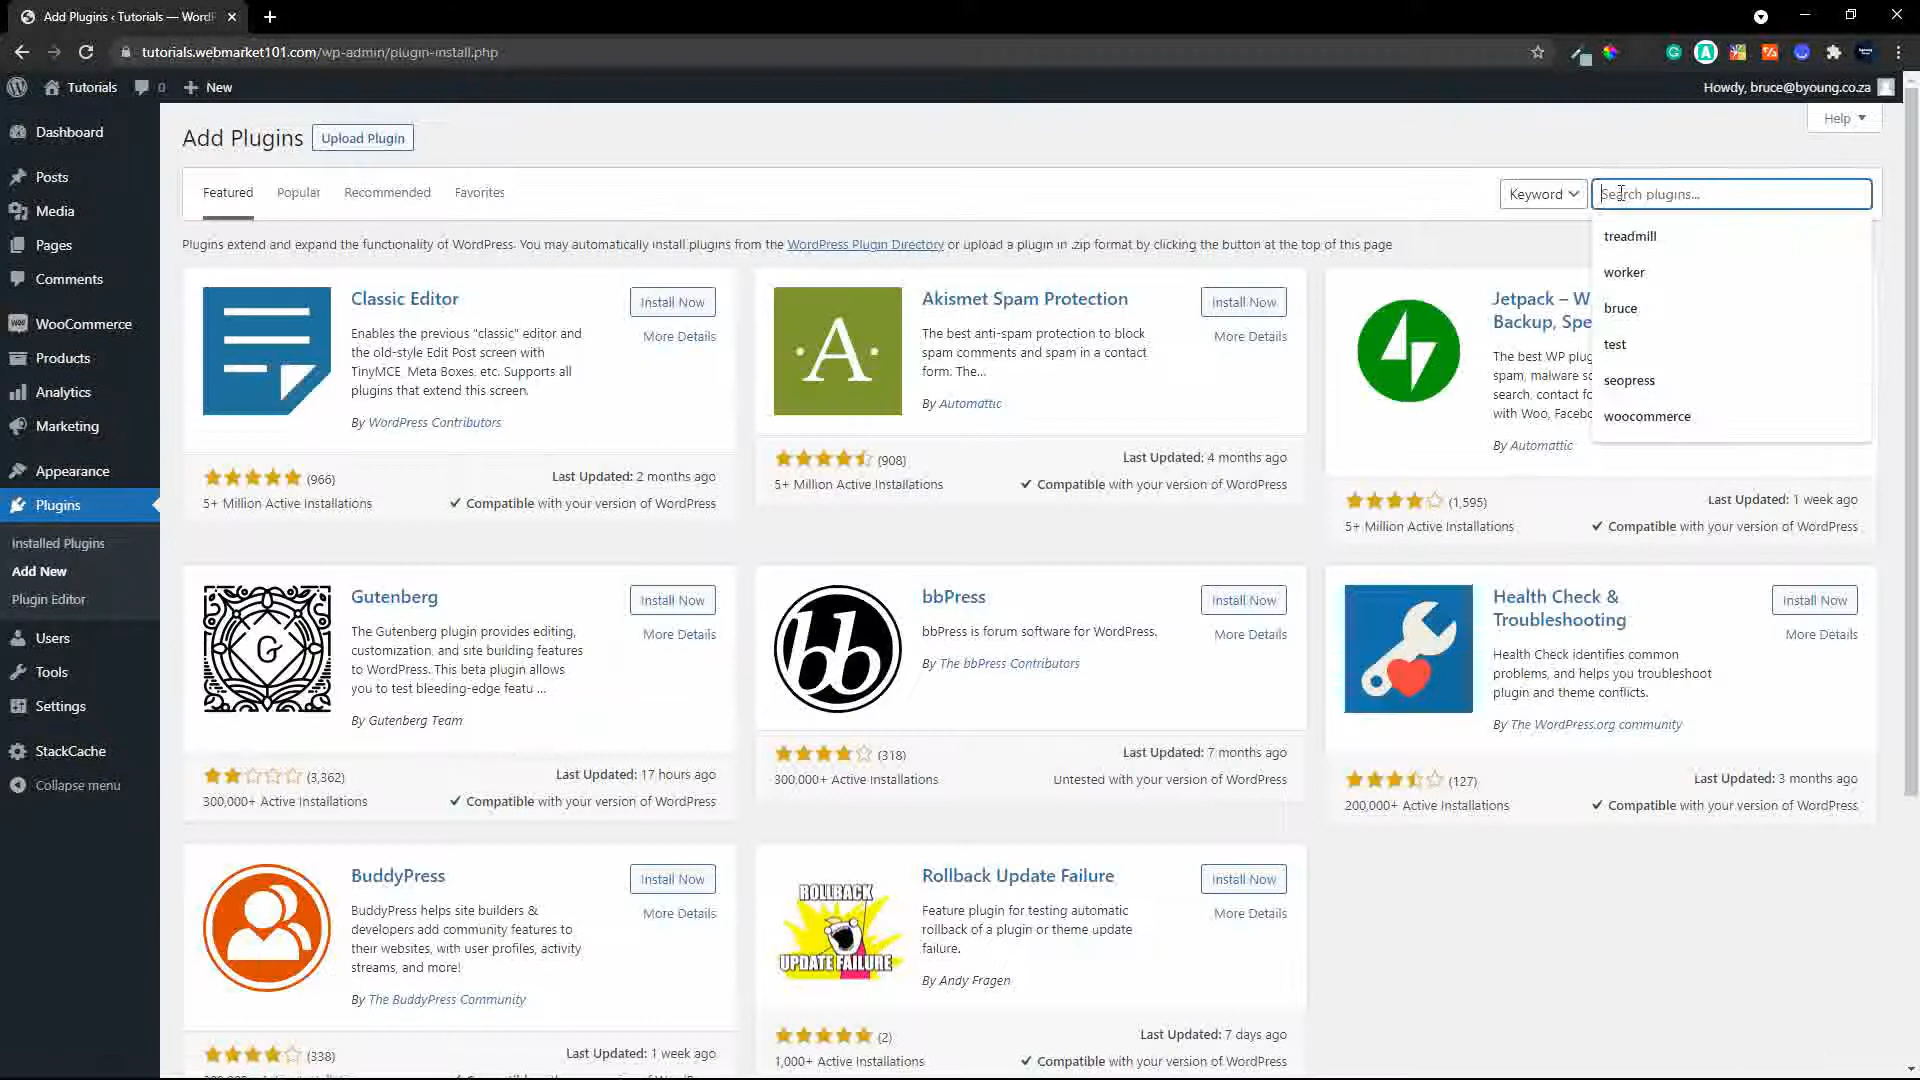 Add Plugins ‹ Tutorials — WordP
tutorials.webmarket101.com/wp-admin/plugin-install.php
Tutorials
0
New
Howdy, bruce@byoung.co.za
Dashboard
Posts
Media
Pages
Comments
WooCommerce
Products
Analytics
Marketing
Appearance
Plugins
Installed Plugins
Add New
Plugin Editor
Users
Tools
Settings
StackCache
Collapse menu
Add Plugins
Upload Plugin
Help
Featured
Popular
Recommended
Favorites
Keyword
Search plugins...
treadmill
worker
bruce
test
seopress
woocommerce
Plugins extend and expand the functionality of WordPress. You may automatically install plugins from the WordPress Plugin Directory or upload a plugin in .zip format by clicking the button at the top of this page
Classic Editor
Install Now
More Details
Enables the previous "classic" editor and
the old-style Edit Post screen with
TinyMCE, Meta Boxes, etc. Supports all
plugins that extend this screen.
By WordPress Contributors
(966)
Last Updated: 2 months ago
5+ Million Active Installations
Compatible with your version of WordPress
A
Akismet Spam Protection
Install Now
More Details
The best anti-spam protection to block
spam comments and spam in a contact
form. The...
By Automattic
(908)
Last Updated: 4 months ago
5+ Million Active Installations
Compatible with your version of WordPress
Jetpack – W
Backup, Spe
The best WP plug
spam, malware sc
search, contact fo
with Woo, Facebo
By Automattic
(1,595)
Last Updated: 1 week ago
5+ Million Active Installations
Compatible with your version of WordPress
G
Gutenberg
Install Now
More Details
The Gutenberg plugin provides editing,
customization, and site building features
to WordPress. This beta plugin allows
you to test bleeding-edge featu ...
By Gutenberg Team
(3,362)
Last Updated: 17 hours ago
300,000+ Active Installations
Compatible with your version of WordPress
bb
bbPress
Install Now
More Details
bbPress is forum software for WordPress.
By The bbPress Contributors
(318)
Last Updated: 7 months ago
300,000+ Active Installations
Untested with your version of WordPress
Health Check &
Troubleshooting
Install Now
More Details
Health Check identifies common
problems, and helps you troubleshoot
plugin and theme conflicts.
By The WordPress.org community
(127)
Last Updated: 3 months ago
200,000+ Active Installations
Compatible with your version of WordPress
BuddyPress
Install Now
More Details
BuddyPress helps site builders &
developers add community features to
their websites, with user profiles, activity
streams, and more!
By The BuddyPress Community
(338)
Last Updated: 1 week ago
ROLLBACK
UPDATE FAILURE
Rollback Update Failure
Install Now
More Details
Feature plugin for testing automatic
rollback of a plugin or theme update
failure.
By Andy Fragen
(2)
Last Updated: 7 days ago
1,000+ Active Installations
Compatible with your version of WordPress